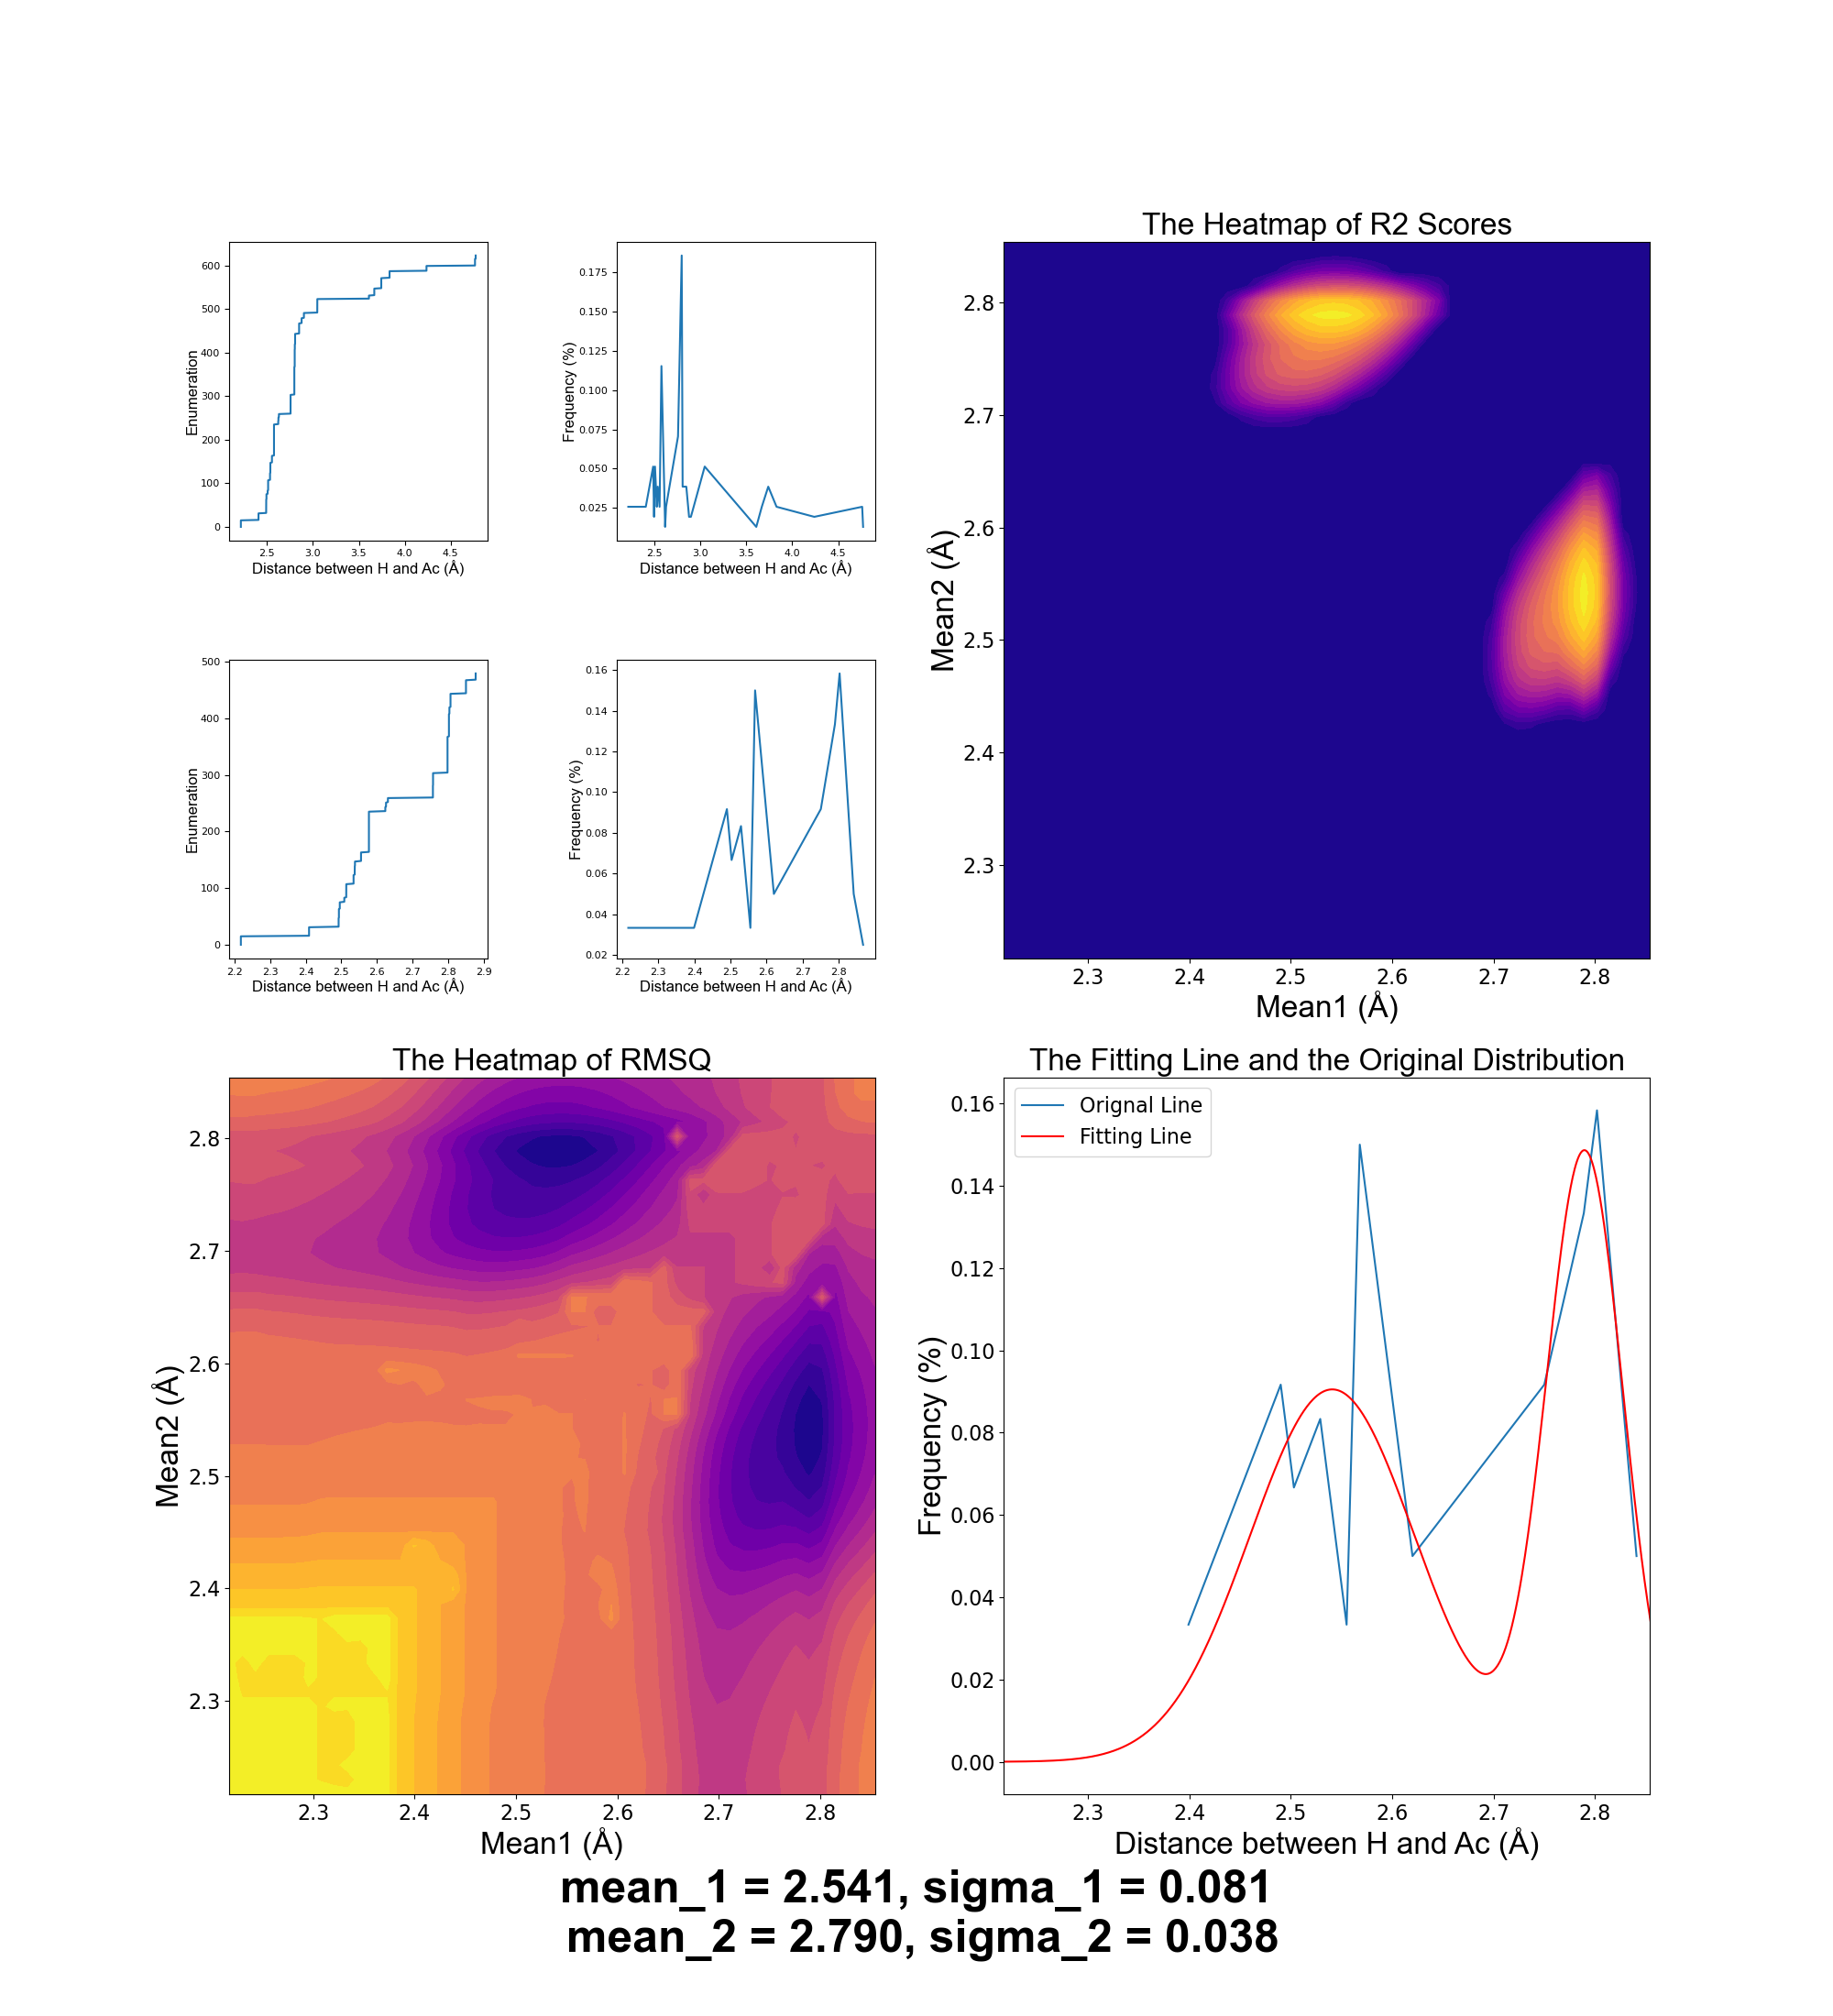 The Heatmap of R2 Scores
600
500
400
300
200
100
0
Enumeration
2.5 3.0 3.5 4.0 4.5
Distance between H and Ac (Å)
0.175
0.150
0.125
0.100
0.075
0.050
0.025
Frequency (%)
2.5 3.0 3.5 4.0 4.5
Distance between H and Ac (Å)
500
400
300
200
100
0
Enumeration
2.2 2.3 2.4 2.5 2.6 2.7 2.8 2.9
Distance between H and Ac (Å)
0.16
0.14
0.12
0.10
0.08
0.06
0.04
0.02
Frequency (%)
2.2 2.3 2.4 2.5 2.6 2.7 2.8
Distance between H and Ac (Å)
2.8
2.7
2.6
2.5
2.4
2.3
Mean2 (Å)
2.3 2.4 2.5 2.6 2.7 2.8
Mean1 (Å)
The Heatmap of RMSQ
2.8
2.7
2.6
2.5
2.4
2.3
Mean2 (Å)
2.3 2.4 2.5 2.6 2.7 2.8
Mean1 (Å)
The Fitting Line and the Original Distribution
Orignal Line
Fitting Line
0.16
0.14
0.12
0.10
0.08
0.06
0.04
0.02
0.00
Frequency (%)
2.3 2.4 2.5 2.6 2.7 2.8
Distance between H and Ac (Å)
mean_1 = 2.541, sigma_1 = 0.081
mean_2 = 2.790, sigma_2 = 0.038